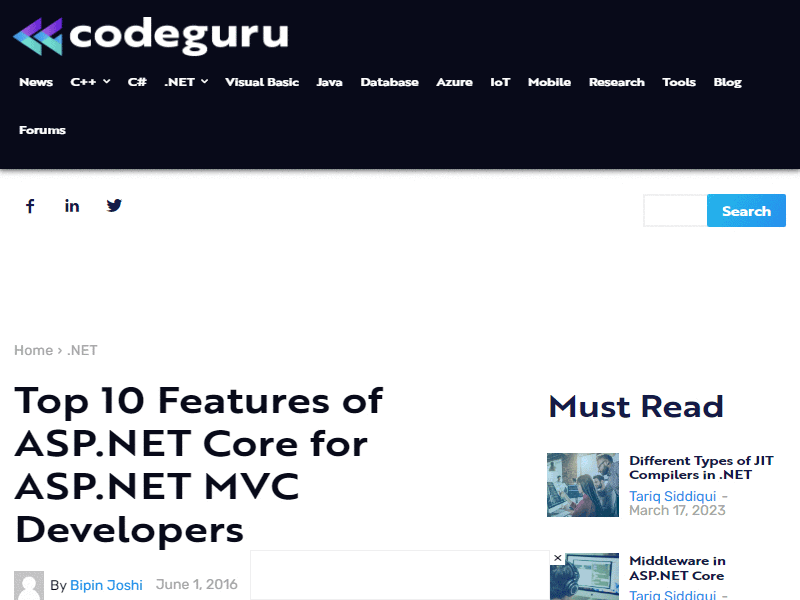 codeguru
News C++ C# .NET Visual Basic Java Database Azure IoT Mobile Research Tools Blog
Forums
Search
Home › .NET
Top 10 Features of
ASP.NET Core for
ASP.NET MVC
Developers
By Bipin Joshi June 1, 2016
Must Read
Different Types of JIT
Compilers in .NET
Tariq Siddiqui -
March 17, 2023
Middleware in
ASP.NET Core
Tariq Siddiqui -